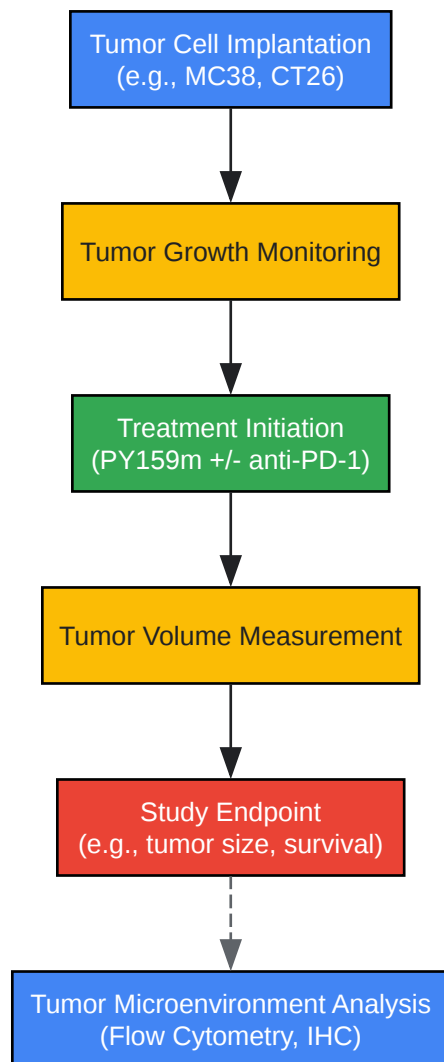 Tumor Cell Implantation
(e.g., MC38, CT26)
Tumor Growth Monitoring
Treatment Initiation
(PY159m +/- anti-PD-1)
Tumor Volume Measurement
Study Endpoint
(e.g., tumor size, survival)
Tumor Microenvironment Analysis
(Flow Cytometry, IHC)